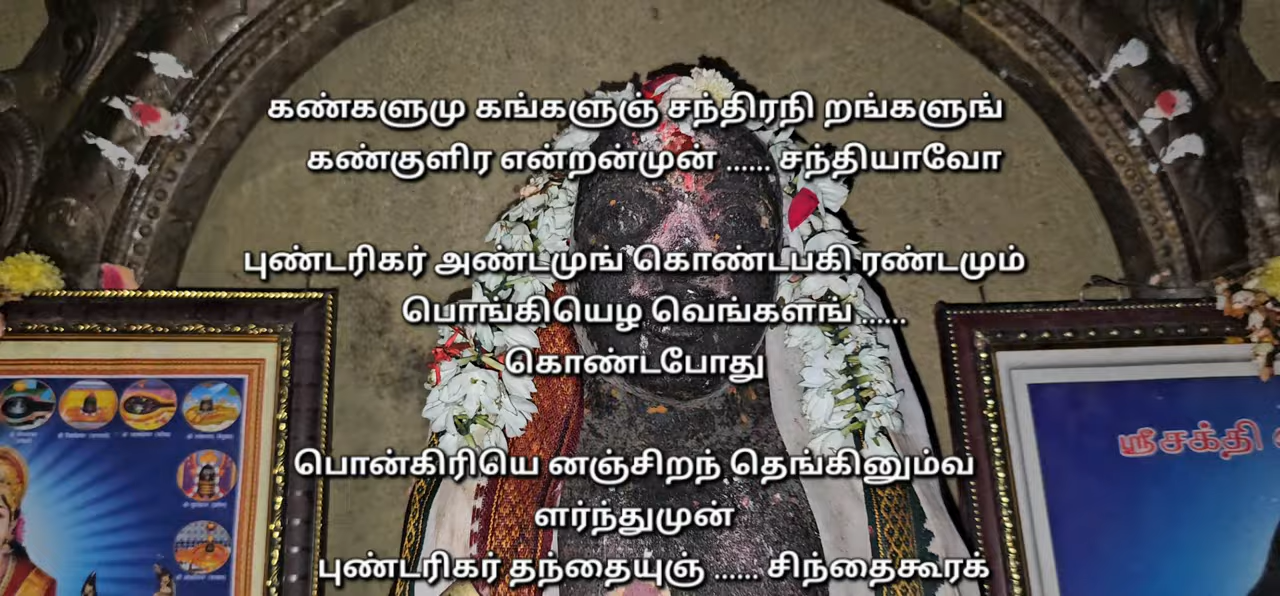 கண்களுமு கங்களுஞ் சந்திரநி றங்களுங்
கண்குளிர என்றன்முன் ...... சந்தியாவோ
புண்டரிகர் அண்டமுங் கொண்டபகி ரண்டமும்
பொங்கியெழ வெங்களங் ......
கொண்டபோது
பொன்கிரியெ னஞ்சிறந் தெங்கினும்வ
ளர்ந்துமுன்
புண்டரிகர் தந்தையுஞ் ...... சிந்தைகூரக்
ஸ்ரீ சக்தி